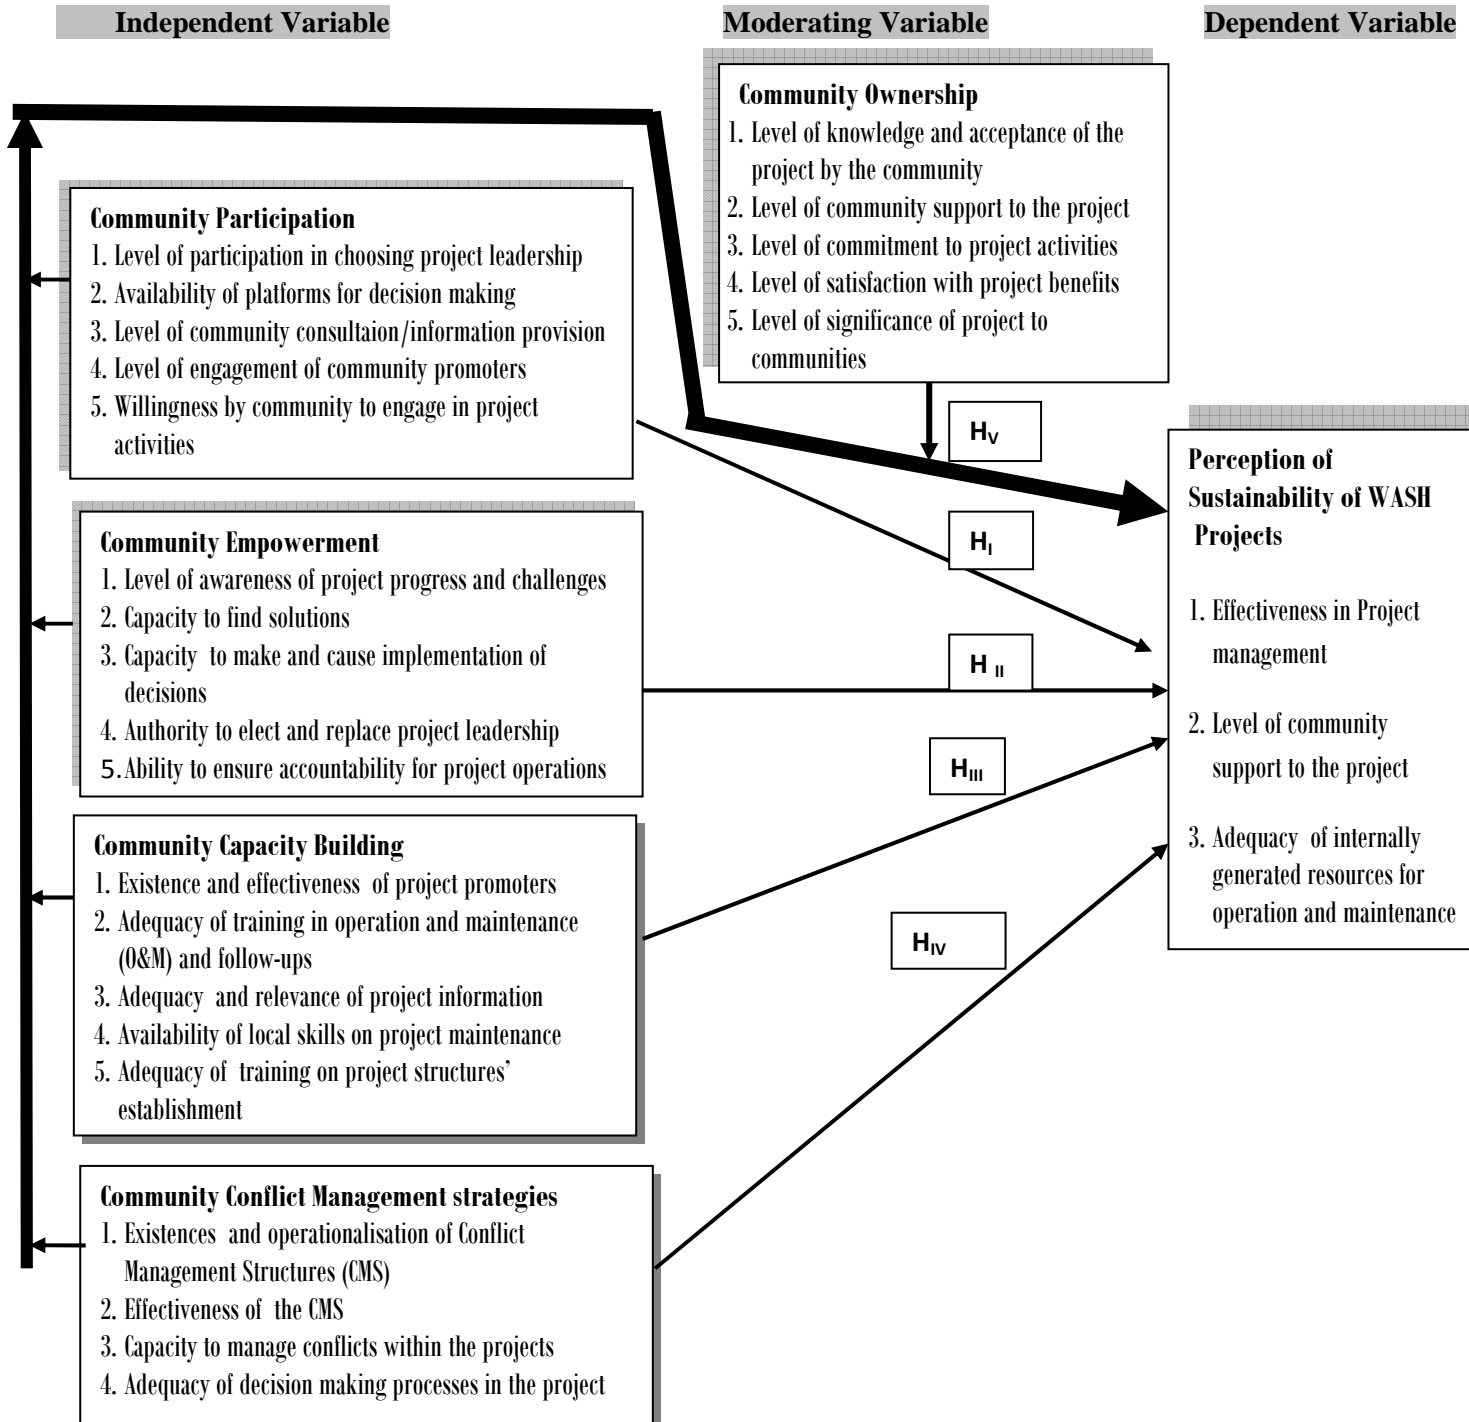 Independent Variable
Moderating Variable
Dependent Variable
Community Ownership
1. Level of knowledge and acceptance of the
project by the community
2. Level of community support to the project
3. Level of commitment to project activities
4. Level of satisfaction with project benefits
5. Level of significance of project to
communities
Community Participation
1. Level of participation in choosing project leadership
2. Availability of platforms for decision making
3. Level of community consultaion/information provision
4. Level of engagement of community promoters
5. Willingness by community to engage in project
activities
Community Empowerment
1. Level of awareness of project progress and challenges
2. Capacity to find solutions
3. Capacity to make and cause implementation of
decisions
4. Authority to elect and replace project leadership
5. Ability to ensure accountability for project operations
Community Capacity Building
1. Existence and effectiveness of project promoters
2. Adequacy of training in operation and maintenance
(O&M) and follow-ups
3. Adequacy and relevance of project information
4. Availability of local skills on project maintenance
5. Adequacy of training on project structures’
establishment
Community Conflict Management strategies
1. Existences and operationalisation of Conflict
Management Structures (CMS)
2. Effectiveness of the CMS
3. Capacity to manage conflicts within the projects
4. Adequacy of decision making processes in the project
HV
HI
H II
HIII
HIV
Perception of
Sustainability of WASH
Projects
1. Effectiveness in Project
management
2. Level of community
support to the project
3. Adequacy of internally
generated resources for
operation and maintenance